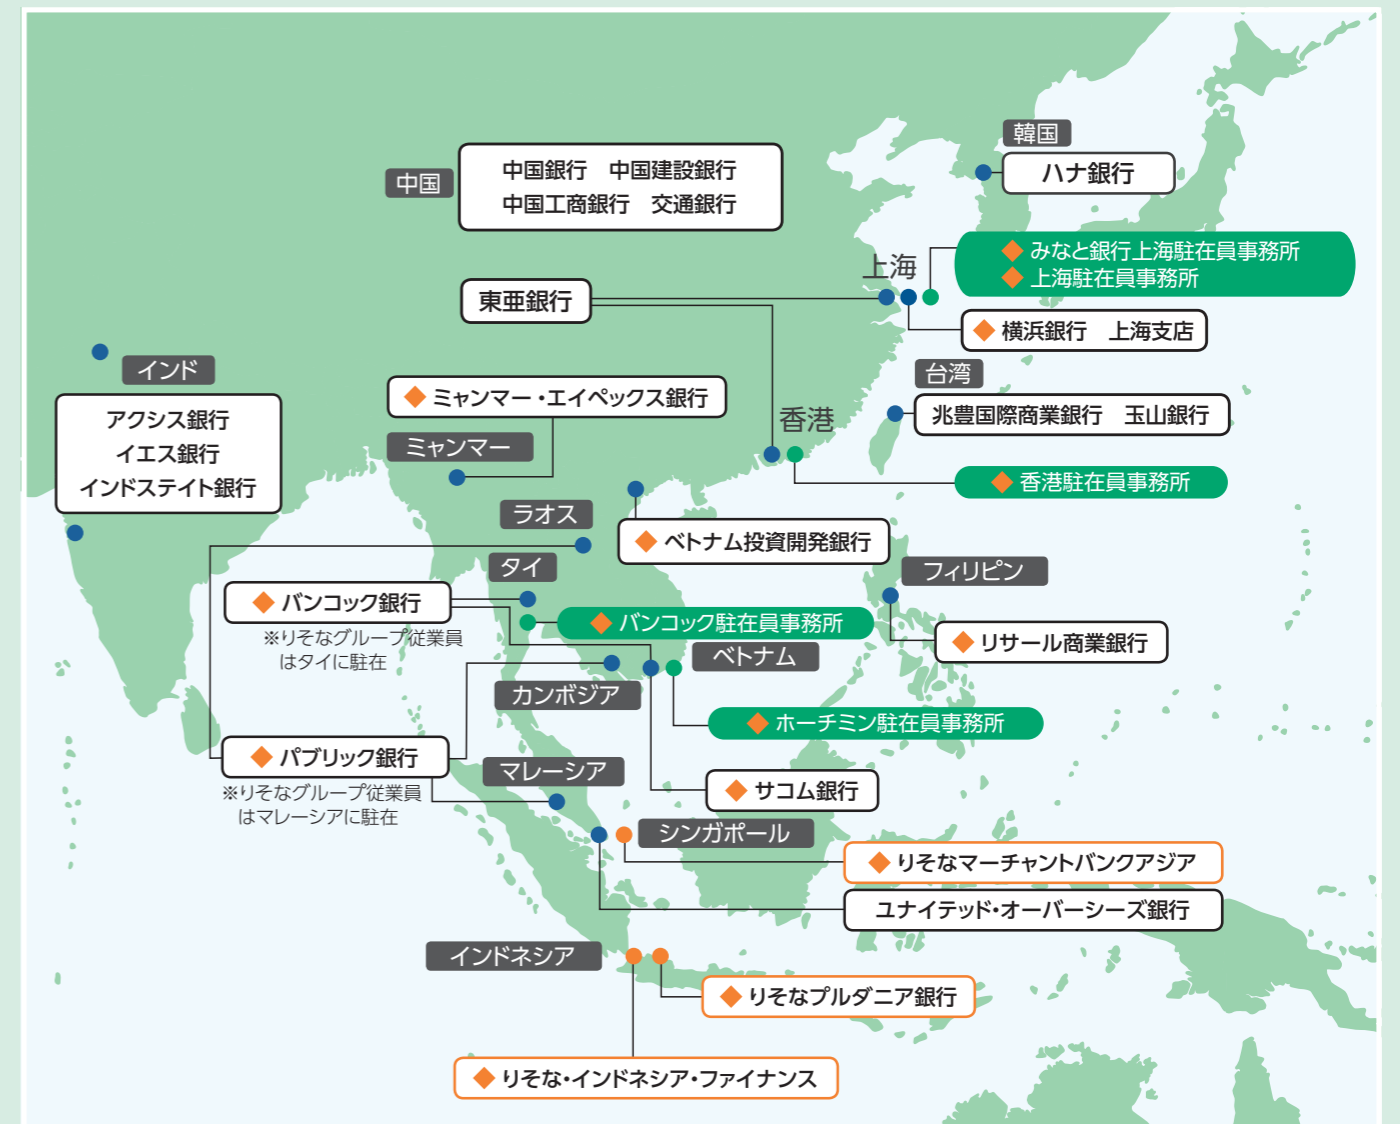 韓国
ハナ銀行
中国
中国銀行　中国建設銀行
中国工商銀行　交通銀行
上海
みなと銀行上海駐在員事務所
上海駐在員事務所
東亜銀行
横浜銀行　上海支店
インド
アクシス銀行
イエス銀行
インドステイト銀行
台湾
兆豊国際商業銀行　玉山銀行
ミャンマー・エイペックス銀行
ミャンマー
香港
香港駐在員事務所
ラオス
ベトナム投資開発銀行
タイ
フィリピン
バンコック銀行
※りそなグループ従業員
はタイに駐在
バンコック駐在員事務所
リサール商業銀行
ベトナム
カンボジア
ホーチミン駐在員事務所
パブリック銀行
※りそなグループ従業員
はマレーシアに駐在
マレーシア
サコム銀行
シンガポール
りそなマーチャントバンクアジア
ユナイテッド・オーバーシーズ銀行
インドネシア
りそなプルダニア銀行
りそな・インドネシア・ファイナンス